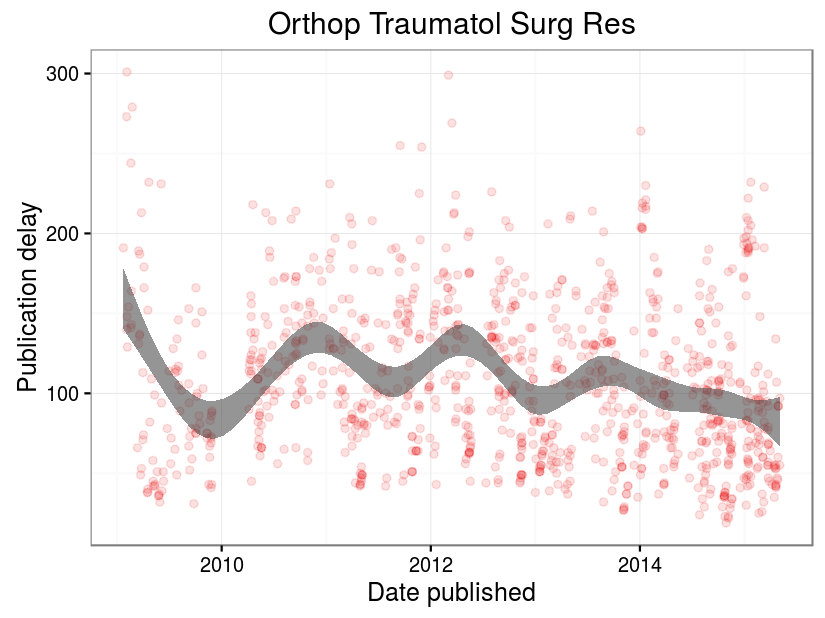 Orthop Traumatol Surg Res
300
200
100
Publication delay
2010 2012 2014
Date published